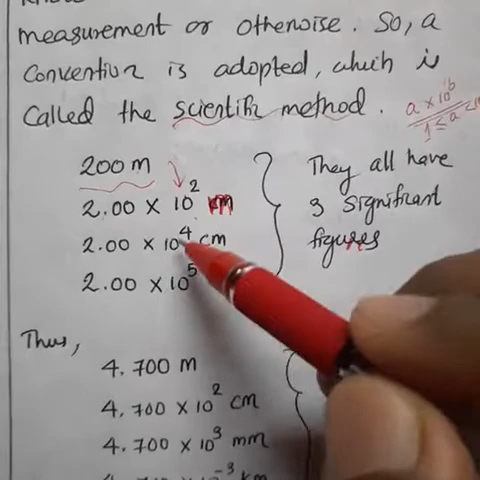 measurement or otherwise. So, a
Convention is adopted, which is
Called the scientific method. a × 10^b
1 ≤ a <
200 m
2.00 × 10^2 m
2.00 × 10^4 cm
2.00 × 10^5
They all have
3 significant
figures
Thus,
4.700 m
4.700 × 10^2 cm
4.700 × 10^3 mm